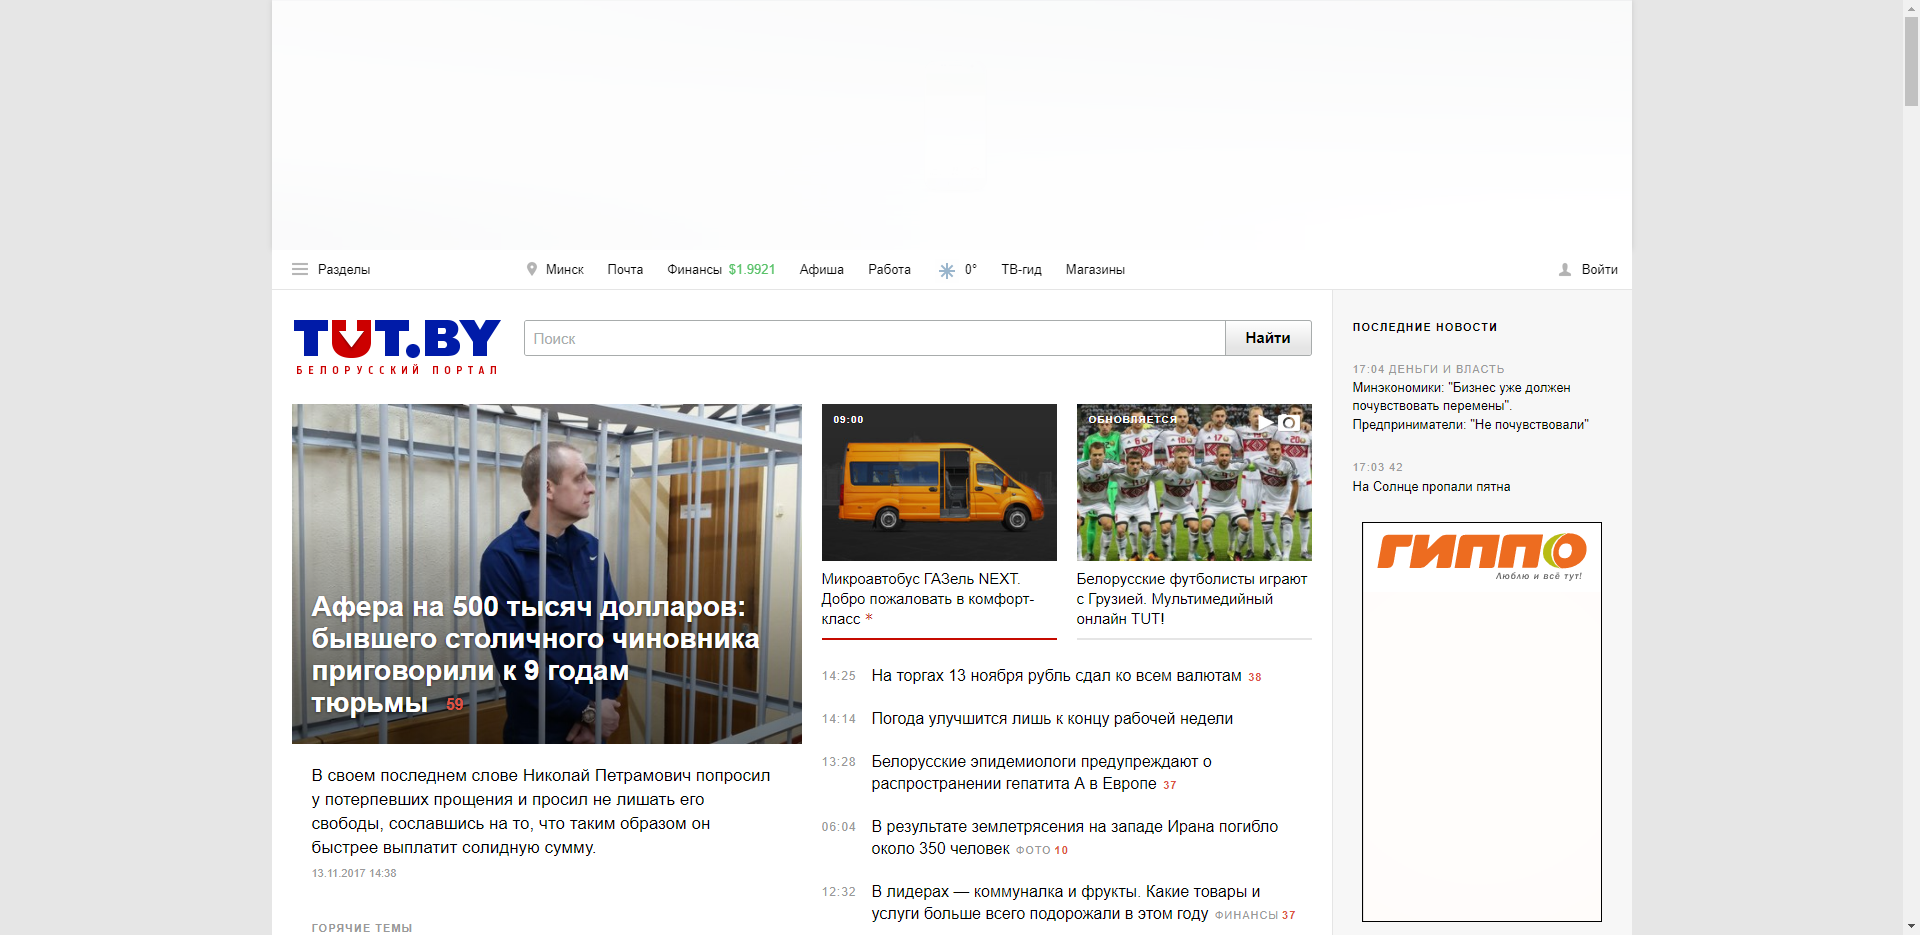 Разделы
Минск
Почта
Финансы $1.9921
Афиша
Работа
0°
ТВ-гид
Магазины
Войти
TUT.BY
БЕЛОРУССКИЙ ПОРТАЛ
Поиск
Найти
Афера на 500 тысяч долларов:
бывшего столичного чиновника
приговорили к 9 годам
тюрьмы 59
В своем последнем слове Николай Петрамович попросил
у потерпевших прощения и просил не лишать его
свободы, сославшись на то, что таким образом он
быстрее выплатит солидную сумму.
13.11.2017 14:38
ГОРЯЧИЕ ТЕМЫ
09:00
Микроавтобус ГАЗель NEXT.
Добро пожаловать в комфорт-
класс *
ОБНОВЛЯЕТСЯ
Белорусские футболисты играют
с Грузией. Мультимедийный
онлайн TUT!
14:25 На торгах 13 ноября рубль сдал ко всем валютам 38
14:14 Погода улучшится лишь к концу рабочей недели
13:28 Белорусские эпидемиологи предупреждают о
распространении гепатита А в Европе 37
06:04 В результате землетрясения на западе Ирана погибло
около 350 человек ФОТО 10
12:32 В лидерах — коммуналка и фрукты. Какие товары и
услуги больше всего подорожали в этом году ФИНАНСЫ 37
ПОСЛЕДНИЕ НОВОСТИ
17:04 ДЕНЬГИ И ВЛАСТЬ
Минэкономики: "Бизнес уже должен
почувствовать перемены".
Предприниматели: "Не почувствовали"
17:03 42
На Солнце пропали пятна
ГИППО
Люблю и всё тут!